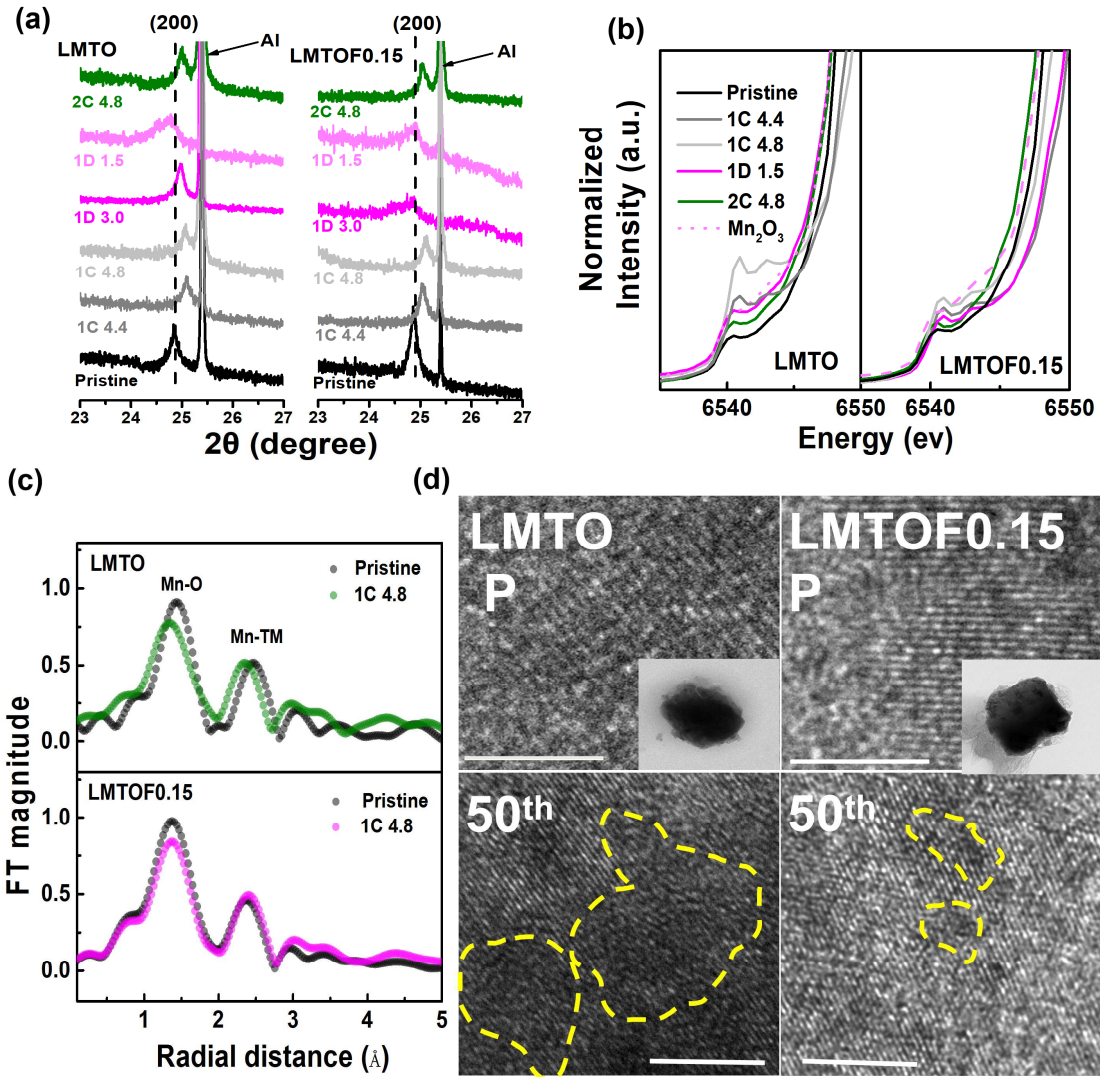 (a)
(200)
(200)
LMTO
LMTOF0.15
Al
Al
2C 4.8
2C 4.8
1D 1.5
1D 1.5
1D 3.0
1D 3.0
1C 4.8
1C 4.8
1C 4.4
1C 4.4
Pristine
Pristine
23 24 25 26 27
23 24 25 26 27
2θ (degree)
(b)
Normalized
Intensity (a.u.)
Pristine
1C 4.4
1C 4.8
1D 1.5
2C 4.8
Mn₂O₃
LMTO
LMTOF0.15
6540 6550 6540 6550
Energy (ev)
(c)
FT magnitude
LMTO
Pristine
1C 4.8
Mn-O
Mn-TM
1.0
0.5
0.0
LMTOF0.15
Pristine
1C 4.8
1.0
0.5
0.0
1 2 3 4 5
Radial distance (Å)
(d)
LMTO
P
LMTOF0.15
P
50th
50th